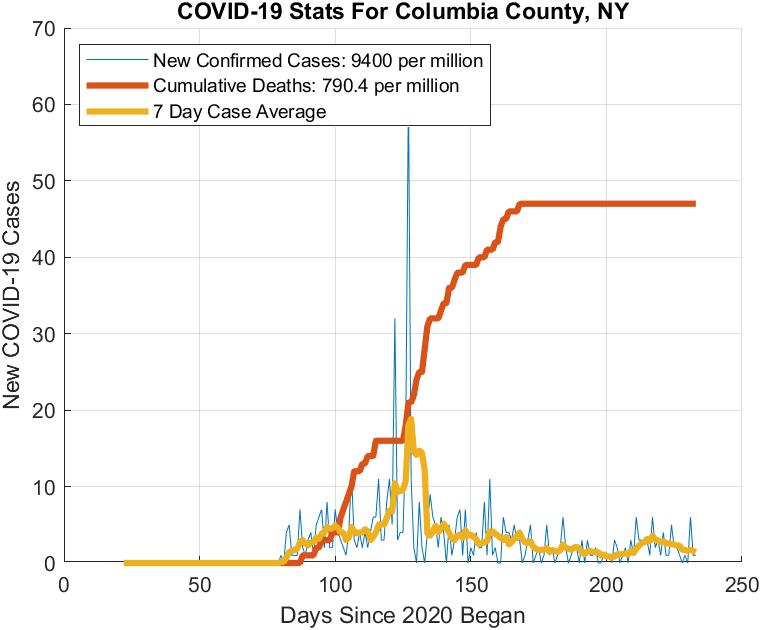 COVID-19 Stats For Columbia County, NY
New Confirmed Cases: 9400 per million
Cumulative Deaths: 790.4 per million
7 Day Case Average
New COVID-19 Cases
70
60
50
40
30
20
10
0
0 50 100 150 200 250
Days Since 2020 Began